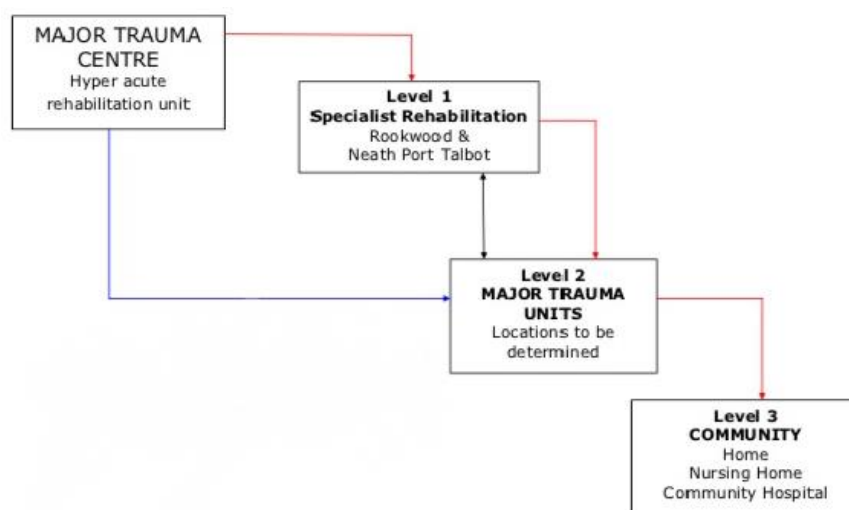 MAJOR TRAUMA
CENTRE
Hyper acute
rehabilitation unit
Level 1
Specialist Rehabilitation
Rookwood &
Neath Port Talbot
Level 2
MAJOR TRAUMA
UNITS
Locations to be
determined
Level 3
COMMUNITY
Home
Nursing Home
Community Hospital